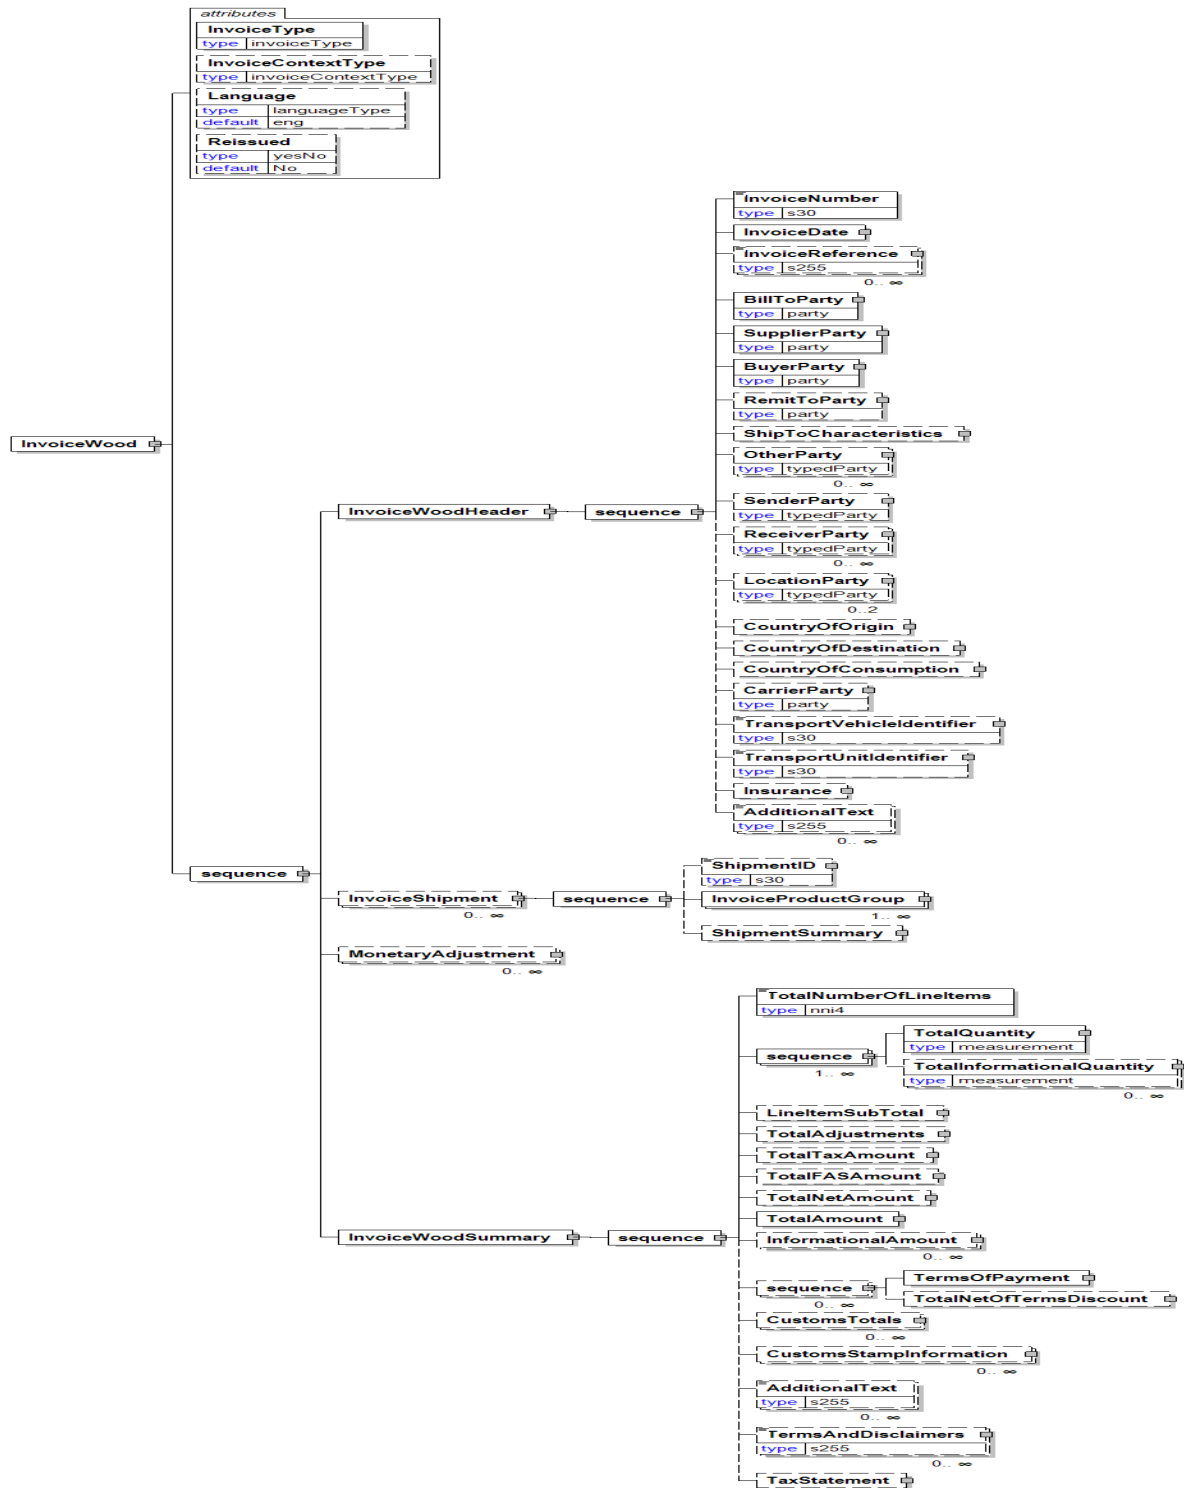 attributes
InvoiceType
type invoiceType
InvoiceContextType
type invoiceContextType
Language
type languageType
default eng
Reissued
type yesNo
default No
InvoiceWood
sequence
InvoiceWoodHeader
sequence
InvoiceNumber
type s30
InvoiceDate
InvoiceReference
type s255
0.. ∞
BillToParty
type party
SupplierParty
type party
BuyerParty
type party
RemitToParty
type party
ShipToCharacteristics
OtherParty
type typedParty
0.. ∞
SenderParty
type typedParty
ReceiverParty
type typedParty
0.. ∞
LocationParty
type typedParty
0..2
CountryOfOrigin
CountryOfDestination
CountryOfConsumption
CarrierParty
type party
TransportVehicleIdentifier
type s30
TransportUnitIdentifier
type s30
Insurance
AdditionalText
type s255
0.. ∞
InvoiceShipment
0.. ∞
sequence
ShipmentID
type s30
InvoiceProductGroup
1.. ∞
ShipmentSummary
MonetaryAdjustment
0.. ∞
InvoiceWoodSummary
sequence
TotalNumberOfLineItems
type nni4
sequence
1.. ∞
TotalQuantity
type measurement
TotalInformationalQuantity
type measurement
0.. ∞
LineItemSubTotal
TotalAdjustments
TotalTaxAmount
TotalFASAmount
TotalNetAmount
TotalAmount
InformationalAmount
0.. ∞
sequence
0.. ∞
TermsOfPayment
TotalNetOfTermsDiscount
CustomsTotals
0.. ∞
CustomsStampInformation
0.. ∞
AdditionalText
type s255
0.. ∞
TermsAndDisclaimers
type s255
0.. ∞
TaxStatement